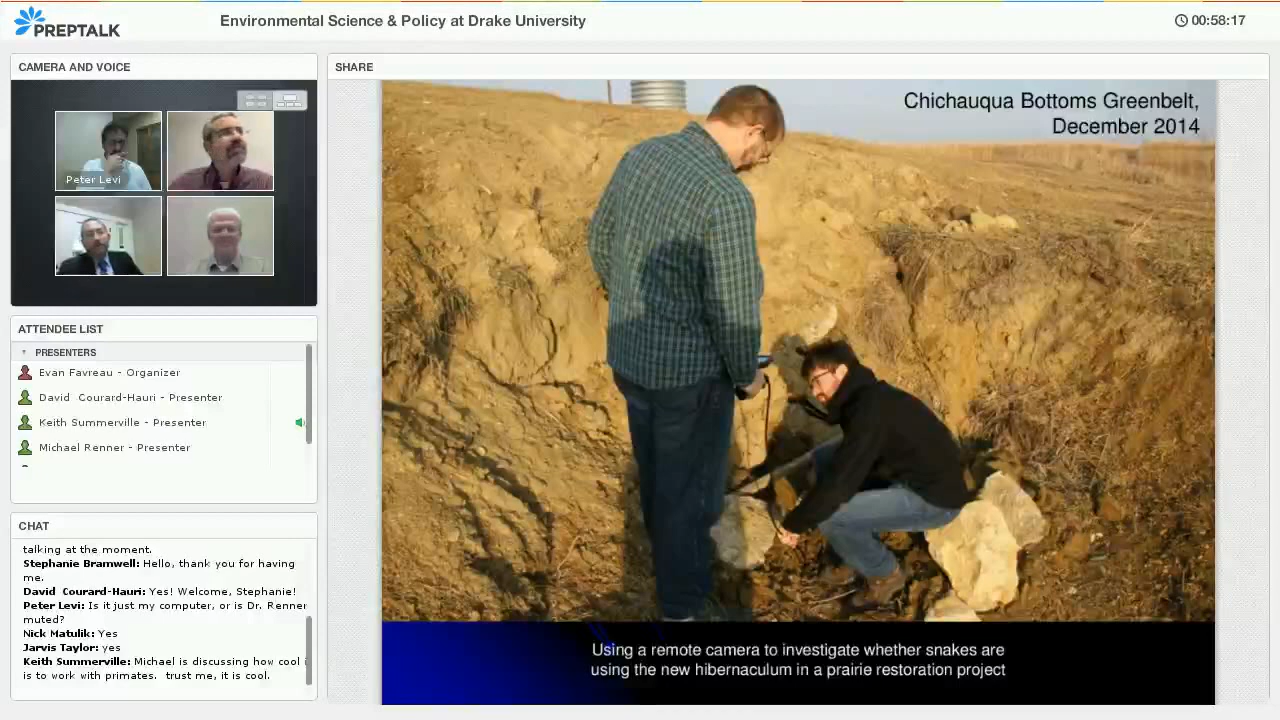 PREPTALK
Environmental Science & Policy at Drake University
00:58:17
CAMERA AND VOICE
Peter Levi
ATTENDEE LIST
PRESENTERS
Evan Favreau - Organizer
David Courard-Hauri - Presenter
Keith Summerville - Presenter
Michael Renner - Presenter
CHAT
talking at the moment.
Stephanie Bramwell: Hello, thank you for having
me.
David Courard-Hauri: Yes! Welcome, Stephanie!
Peter Levi: Is it just my computer, or is Dr. Renner
muted?
Nick Matulik: Yes
Jarvis Taylor: yes
Keith Summerville: Michael is discussing how cool
is to work with primates. trust me, it is cool.
SHARE
Chichauqua Bottoms Greenbelt,
December 2014
Using a remote camera to investigate whether snakes are
using the new hibernaculum in a prairie restoration project